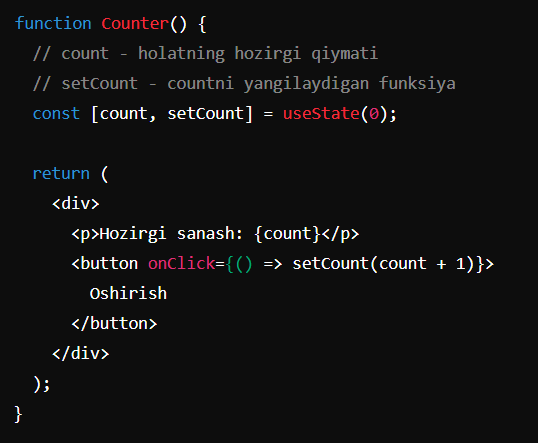 function Counter() {
  // count - holatning hozirgi qiymati
  // setCount - countni yangilaydigan funksiya
  const [count, setCount] = useState(0);

  return (
    <div>
      <p>Hozirgi sanash: {count}</p>
      <button onClick={() => setCount(count + 1)}>
        Oshirish
      </button>
    </div>
  );
}